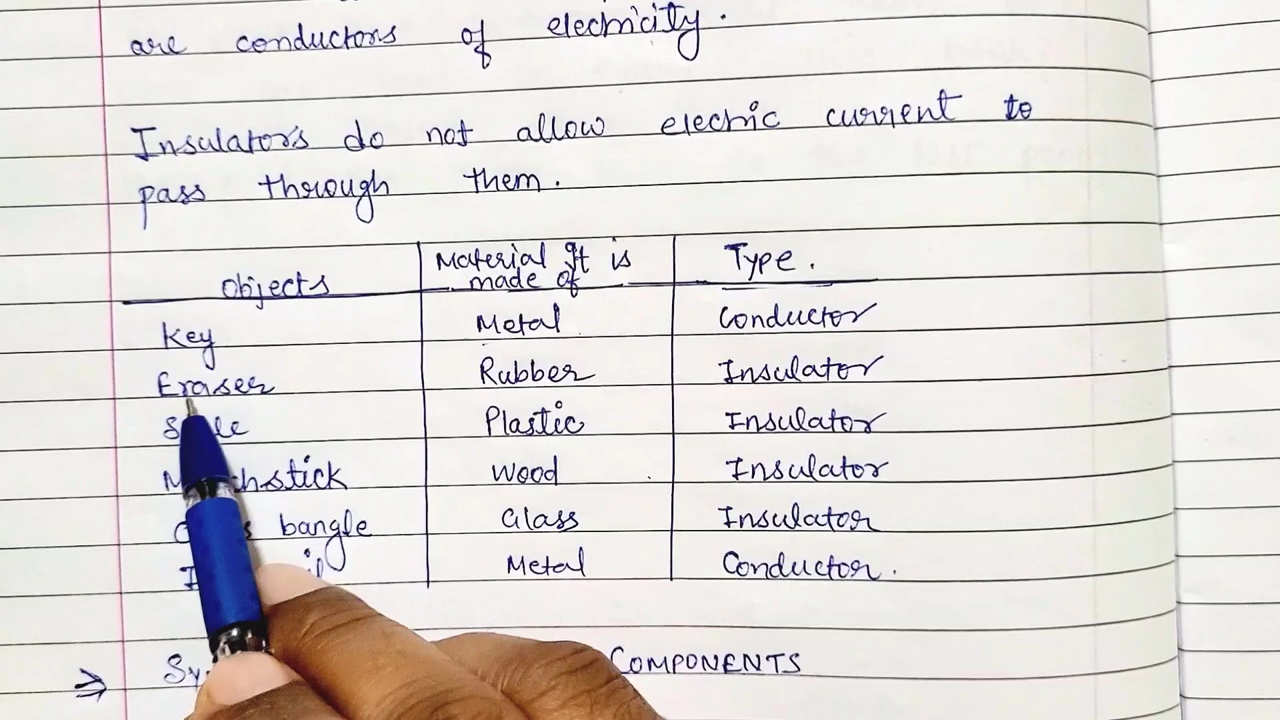 are conductors of electricity.
Insulators do not allow electric current to
pass through them.
Objects Material It is made of Type.
Key Metal Conductor
Eraser Rubber Insulator
Plastic Insulator
Wood Insulator
bangle Glass Insulator
Metal Conductor.
COMPONENTS